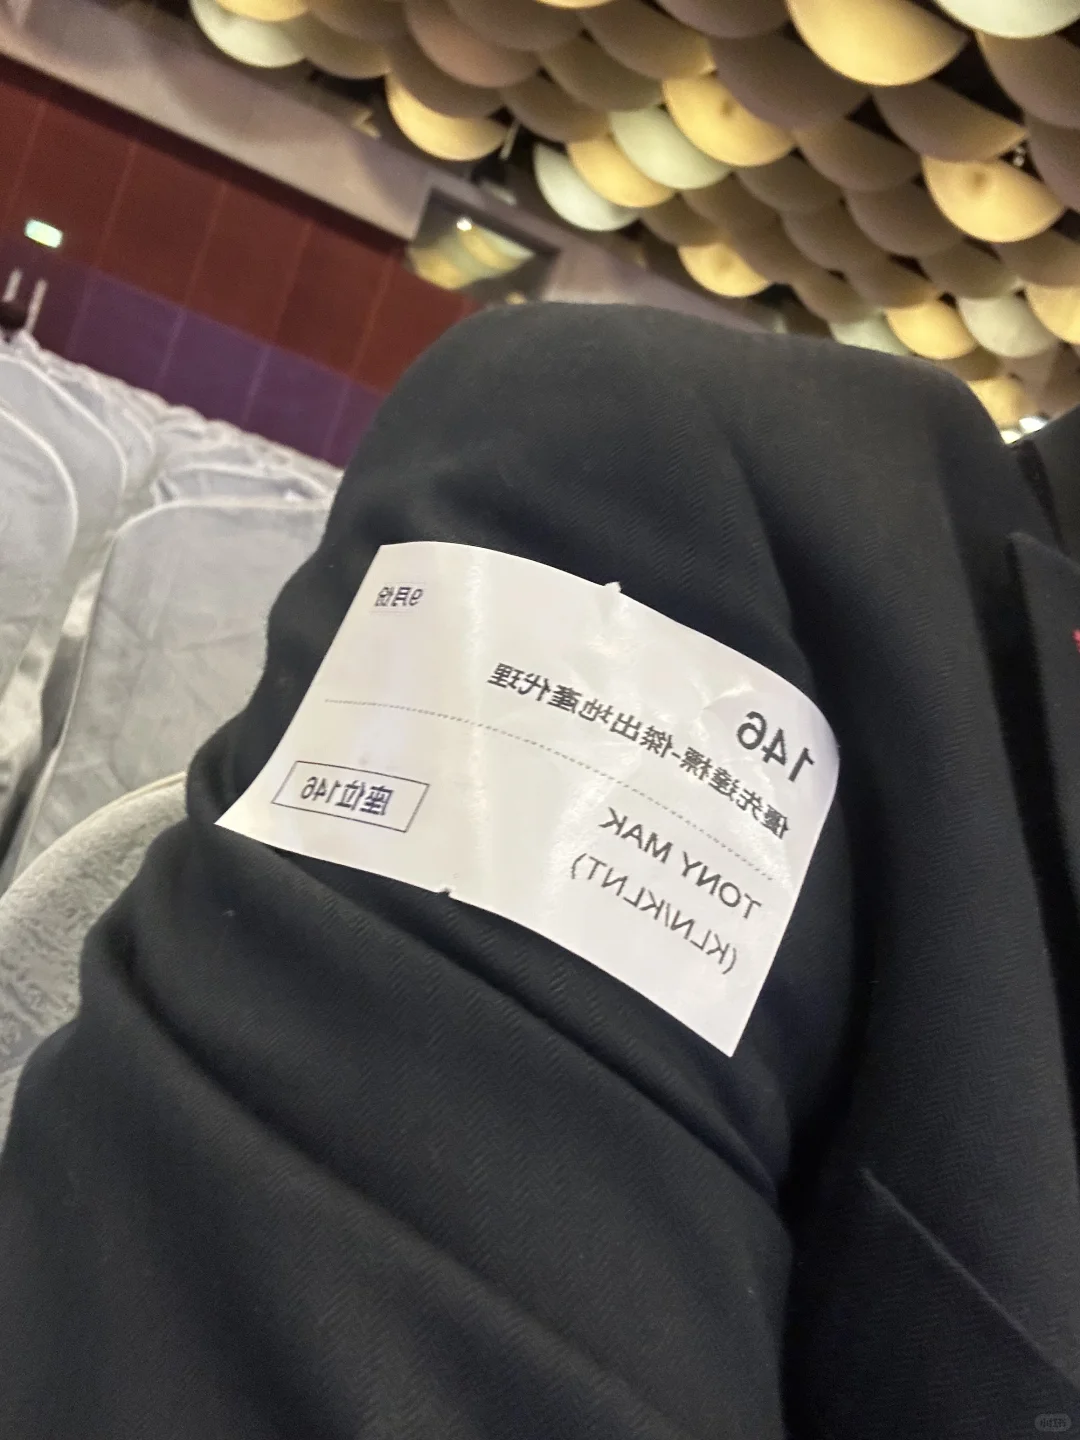 9月份
146
優先達標-傑出地產代理
TONY MAK
(KLN/KLNT)
座位146